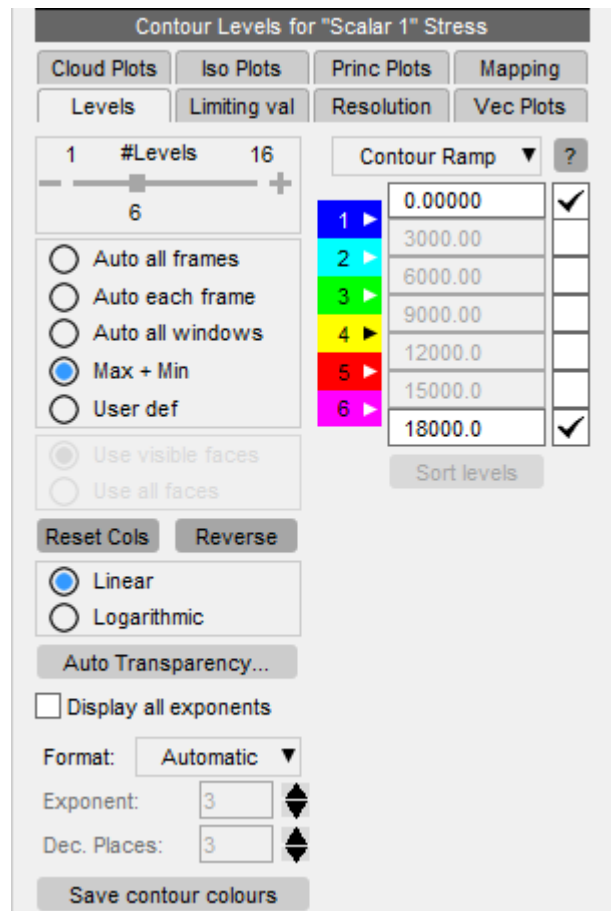 Contour Levels for "Scalar 1" Stress
Cloud Plots Iso Plots Princ Plots Mapping
Levels Limiting val Resolution Vec Plots
1 #Levels 16
6
Auto all frames
Auto each frame
Auto all windows
Max + Min
User def
Use visible faces
Use all faces
Reset Cols Reverse
Linear
Logarithmic
Auto Transparency...
Display all exponents
Format: Automatic
Exponent: 3
Dec. Places: 3
Save contour colours
Contour Ramp ?
0.00000
1
3000.00
2
6000.00
3
9000.00
4
12000.0
5
15000.0
6
18000.0
Sort levels